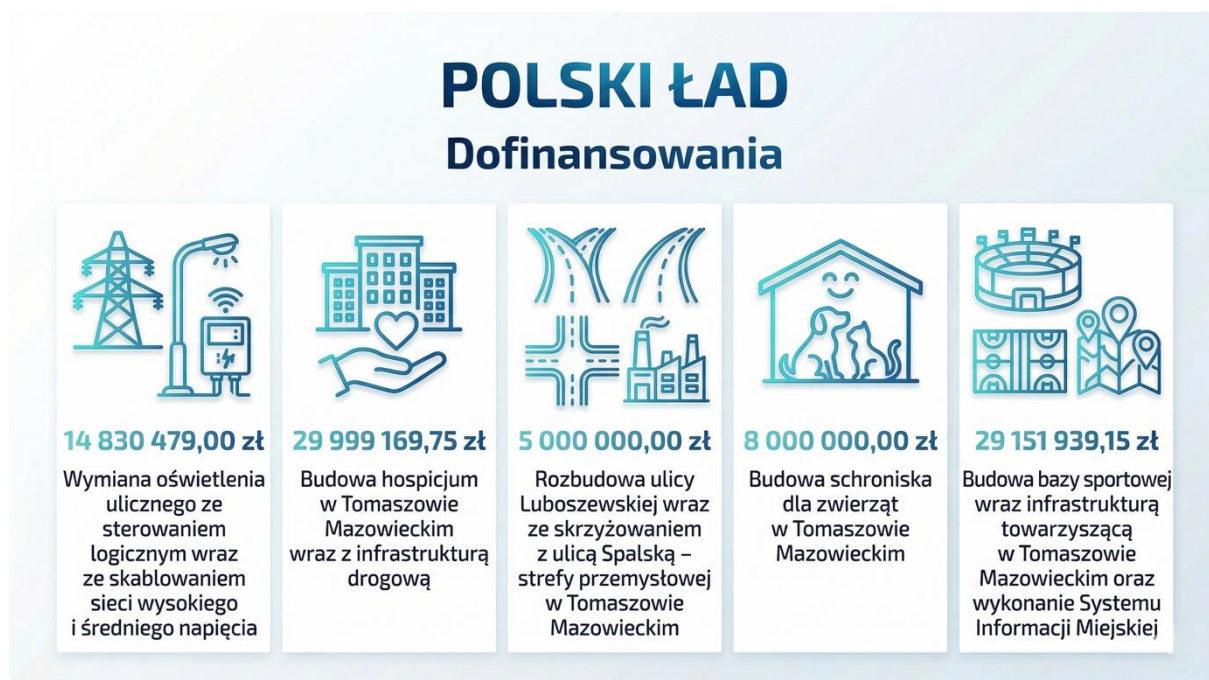 POLSKI ŁAD
Dofinansowania
14 830 479,00 zł
Wymiana oświetlenia
ulicznego ze
sterowaniem
logicznym wraz
ze skablowaniem
sieci wysokiego
i średniego napięcia
29 999 169,75 zł
Budowa hospicjum
w Tomaszowie
Mazowieckim
wraz z infrastrukturą
drogową
5 000 000,00 zł
Rozbudowa ulicy
Luboszewskiej wraz
ze skrzyżowaniem
z ulicą Spalską –
strefy przemysłowej
w Tomaszowie
Mazowieckim
8 000 000,00 zł
Budowa schroniska
dla zwierząt
w Tomaszowie
Mazowieckim
29 151 939,15 zł
Budowa bazy sportowej
wraz infrastrukturą
towarzyszącą
w Tomaszowie
Mazowieckim oraz
wykonanie Systemu
Informacji Miejskiej